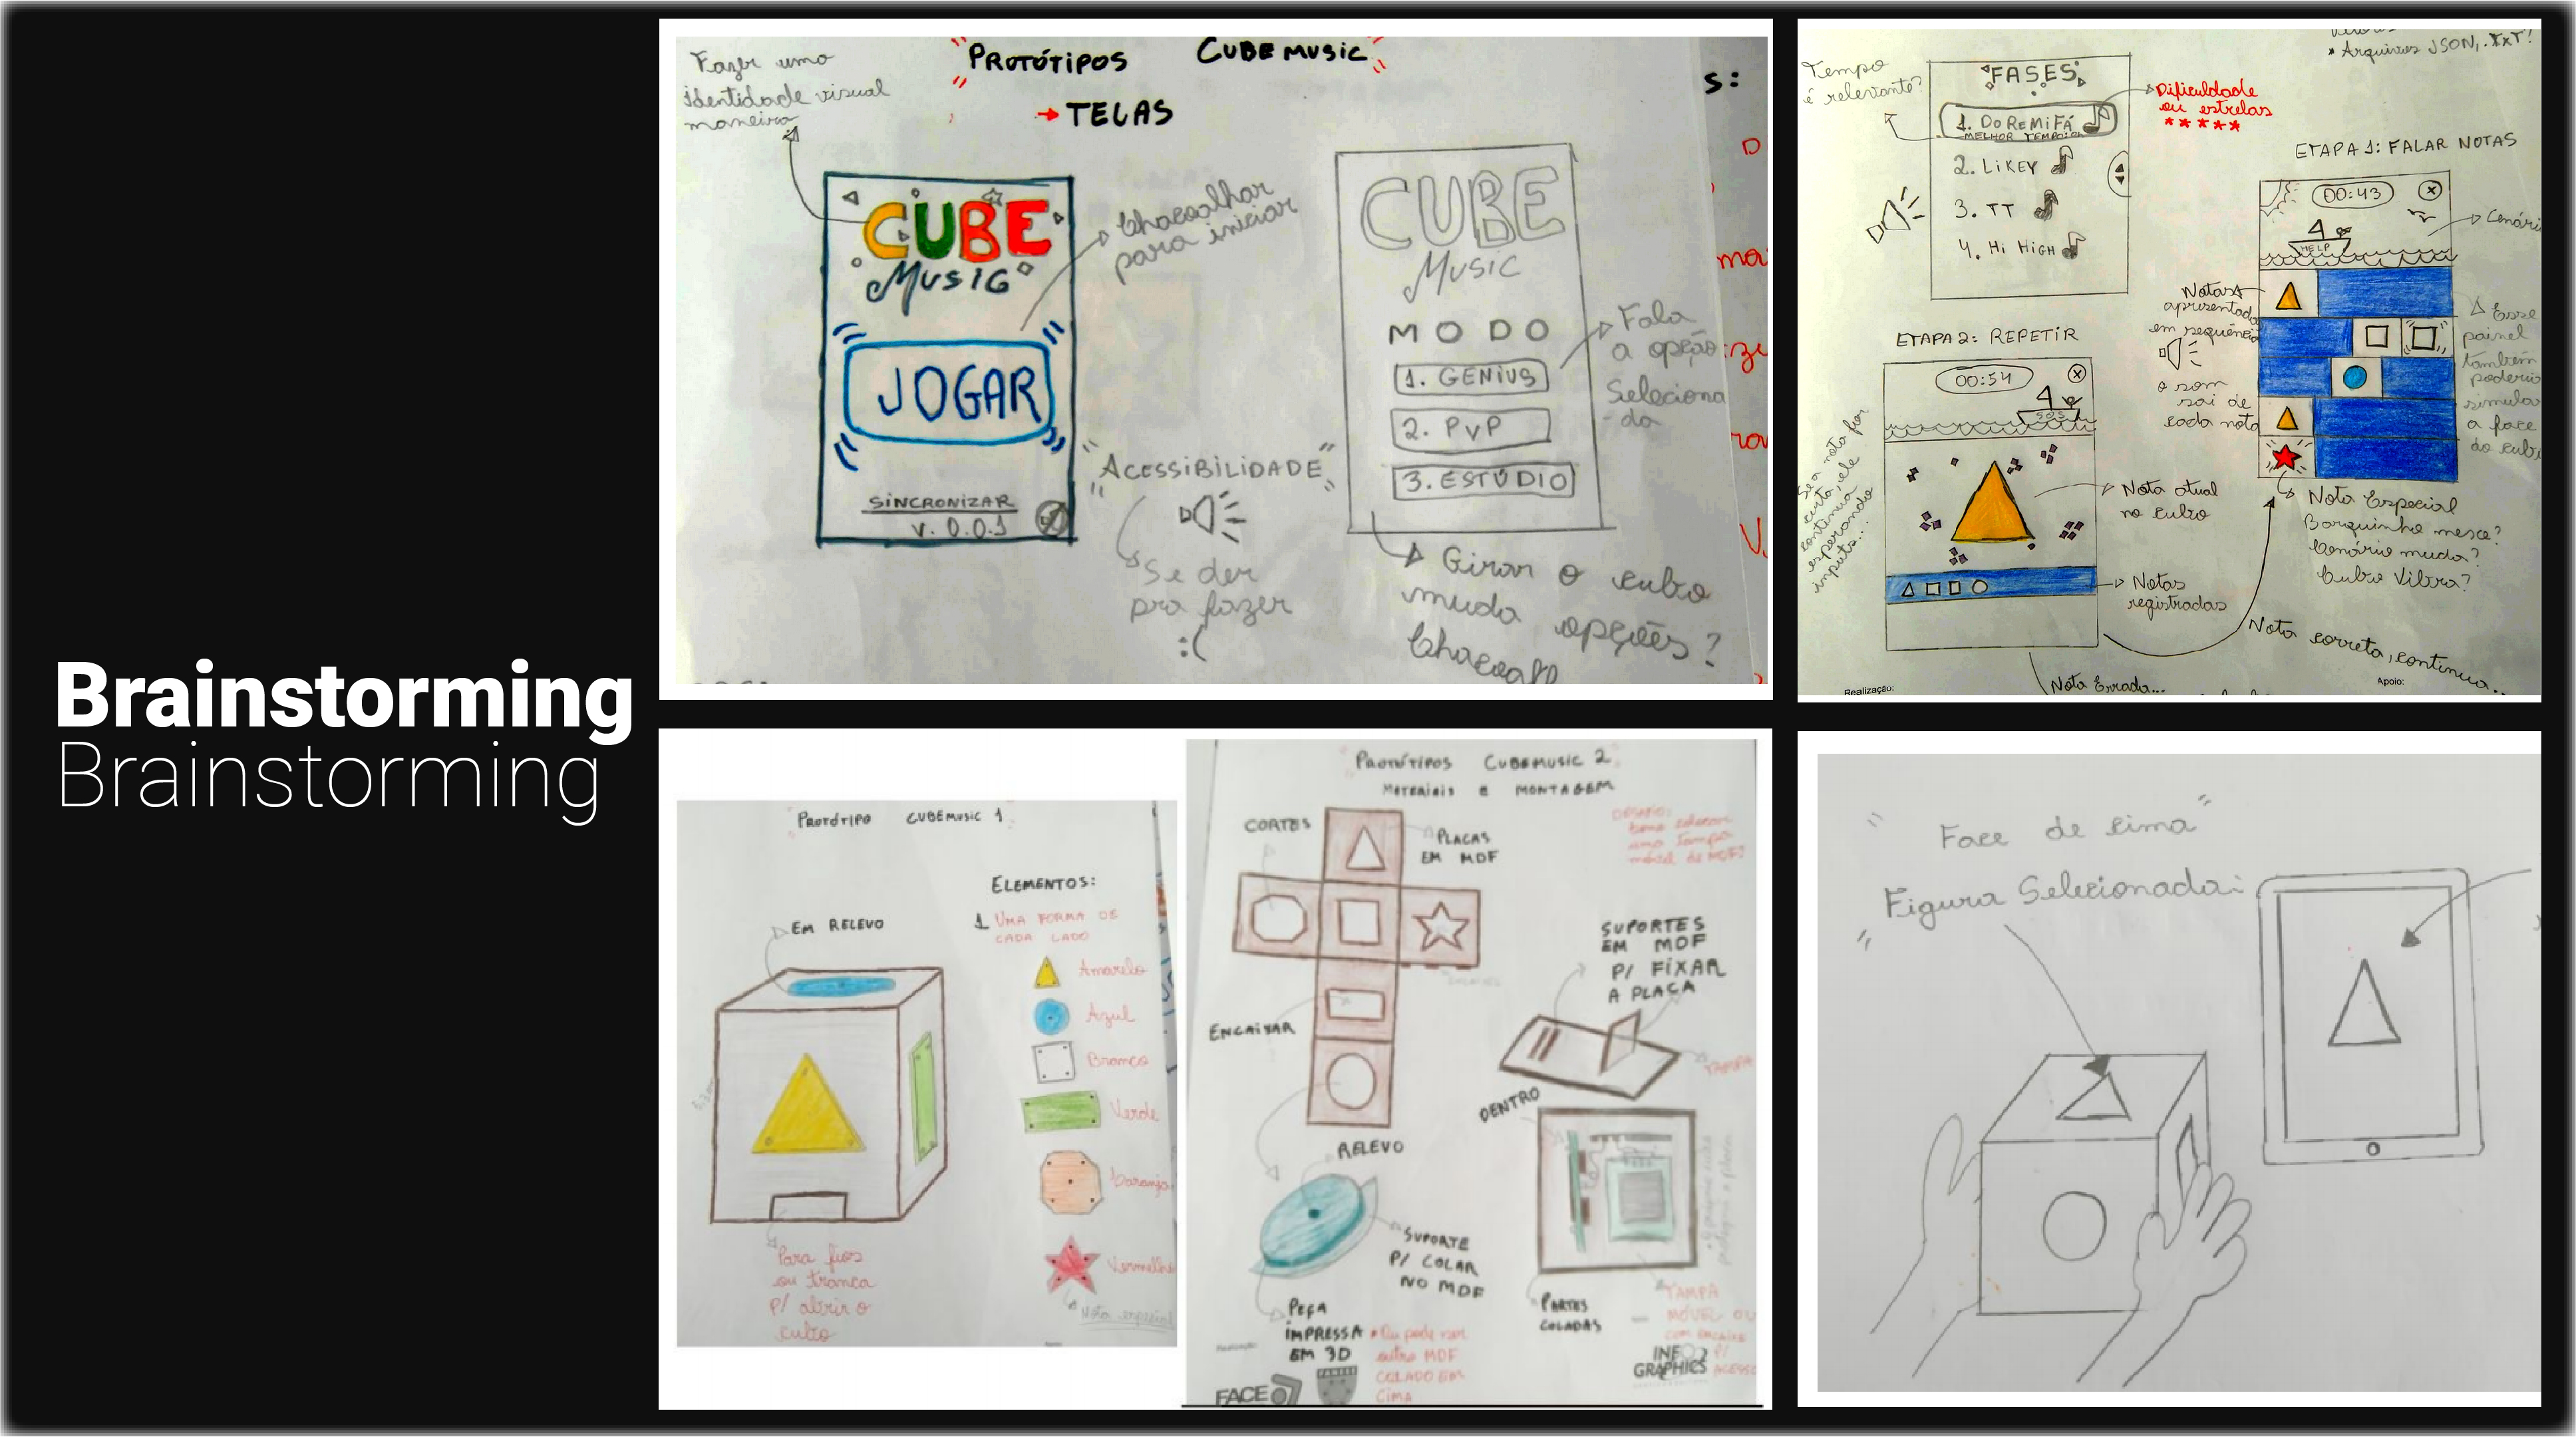 Brainstorming
Brainstorming
Fazer uma
identidade visual
maneira
PROTÓTIPOS CUBEMUSIC
→ TELAS
CUBE
MUSIC
JOGAR
SINCRONIZAR
V. 0.0.1
Chacoalhar
para iniciar
"ACESSIBILIDADE"
Se der
pra fazer
:(
CUBE
MUSIC
MODO
1. GENIUS
2. PVP
3. ESTÚDIO
Fala
a opção
Seleciona
-da
Girar o cubo
muda opções?
S:
Tempo
é relevante?
FASES
1. DO RE MI FÁ
MELHOR TEMPO:
2. LIKEY
3. TT
4. Hi HIGH
* Arquivos JSON, .TXT!
Dificuldade
ou estrelas
*****
ETAPA 1: FALAR NOTAS
00:43
HELP
Notas
apresentada
em sequência
o som
sai de
cada nota
Esse
painel
também
poderia
simula
a face
do cubo
Nota Especial
Barquinho mexe?
Cenário muda?
Cubo Vibra?
ETAPA 2: REPETIR
00:54
SOS
Se a nota for
certa, ele
continua
esperando
inputs...
Nota atual
no cubo
Notas
registradas
Nota correta, continua...
Nota Errada...
Realização:
Apoio:
PROTÓTIPO CUBEMUSIC 1
EM RELEVO
ELEMENTOS:
1 UMA FORMA DE
CADA LADO
Amarelo
Azul
Branco
Verde
Laranja
Vermelho
Nota especial
Para fios
ou tranca
p/ abrir o
cubo
PROTÓTIPOS CUBEMUSIC 2
MATERIAIS E MONTAGEM
CORTES
PLACAS
EM MDF
ENCAIXAR
SUPORTES
EM MDF
P/ FIXAR
A PLACA
TAMPA
DENTRO
RELEVO
SUPORTE
P/ COLAR
NO MDF
PEÇA
IMPRESSA
EM 3D
* Ou pode ser
outro MDF
COLADO EM
CIMA
PARTES
COLADAS
TAMPA
MÓVEL OU
COM ENCAIXE
P/
ACESSO
FACE
INFO
GRAPHICS
"Face de cima"
"Figura Selecionada"